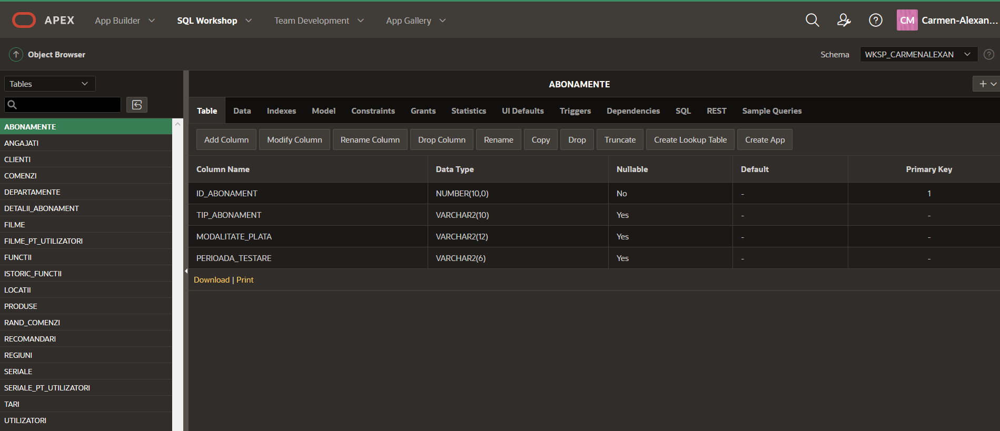 APEX App Builder SQL Workshop Team Development App Gallery CM Carmen-Alexan...
Object Browser Schema WKSP_CARMENALEXAN
Tables
ABONAMENTE
ANGAJATI
CLIENTI
COMENZI
DEPARTAMENTE
DETALII_ABONAMENT
FILME
FILME_PT_UTILIZATORI
FUNCTII
ISTORIC_FUNCTII
LOCATII
PRODUSE
RAND_COMENZI
RECOMANDARI
REGIUNI
SERIALE
SERIALE_PT_UTILIZATORI
TARI
UTILIZATORI
ABONAMENTE
Table Data Indexes Model Constraints Grants Statistics UI Defaults Triggers Dependencies SQL REST Sample Queries
Add Column Modify Column Rename Column Drop Column Rename Copy Drop Truncate Create Lookup Table Create App
Column Name Data Type Nullable Default Primary Key
ID_ABONAMENT NUMBER(10,0) No - 1
TIP_ABONAMENT VARCHAR2(10) Yes - -
MODALITATE_PLATA VARCHAR2(12) Yes - -
PERIOADA_TESTARE VARCHAR2(6) Yes - -
Download | Print